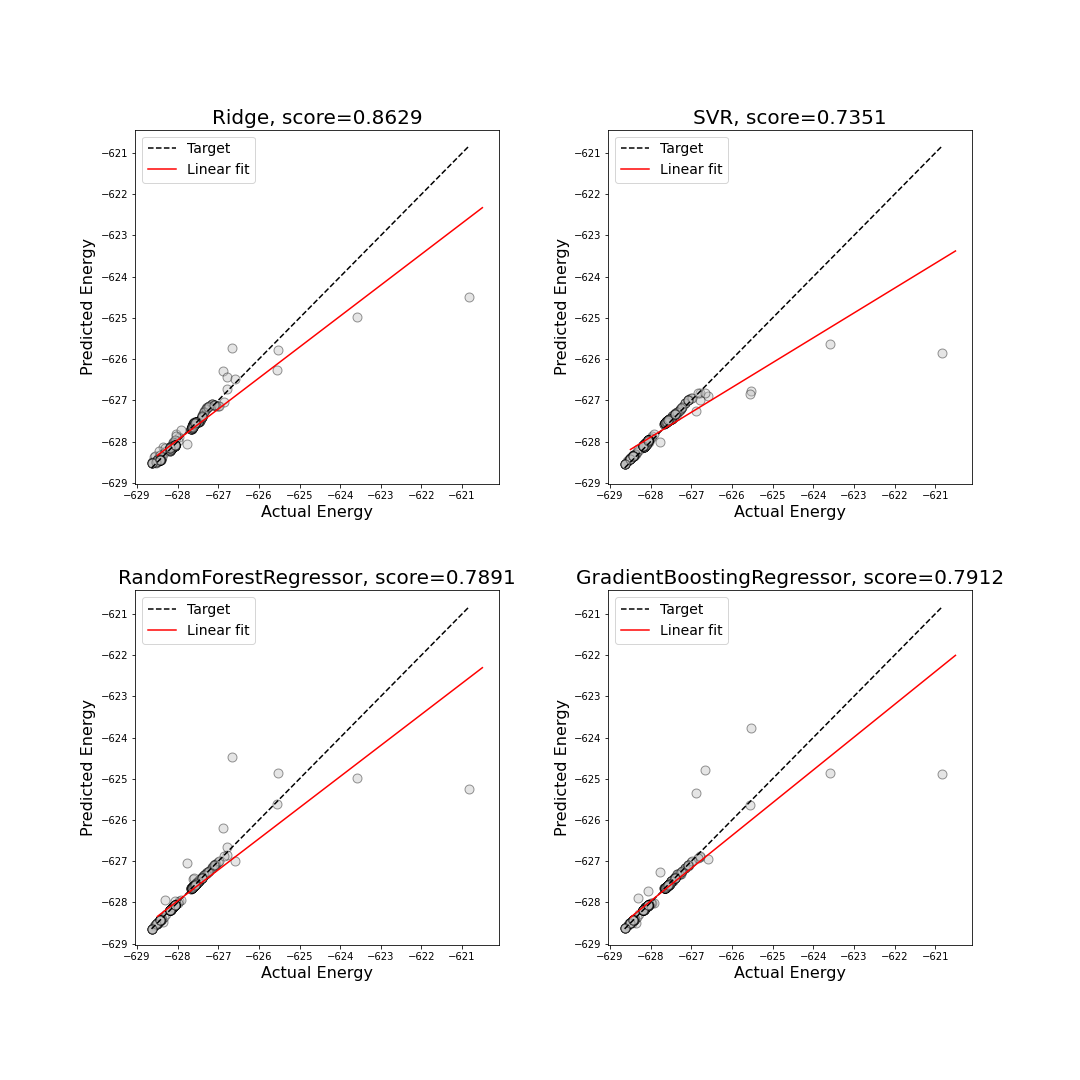 Ridge, score=0.8629
Target
Linear fit
−621
−622
−623
−624
−625
−626
−627
−628
−629
Predicted Energy
−629 −628 −627 −626 −625 −624 −623 −622 −621
Actual Energy
SVR, score=0.7351
Target
Linear fit
−621
−622
−623
−624
−625
−626
−627
−628
−629
Predicted Energy
−629 −628 −627 −626 −625 −624 −623 −622 −621
Actual Energy
RandomForestRegressor, score=0.7891
Target
Linear fit
−621
−622
−623
−624
−625
−626
−627
−628
−629
Predicted Energy
−629 −628 −627 −626 −625 −624 −623 −622 −621
Actual Energy
GradientBoostingRegressor, score=0.7912
Target
Linear fit
−621
−622
−623
−624
−625
−626
−627
−628
−629
Predicted Energy
−629 −628 −627 −626 −625 −624 −623 −622 −621
Actual Energy